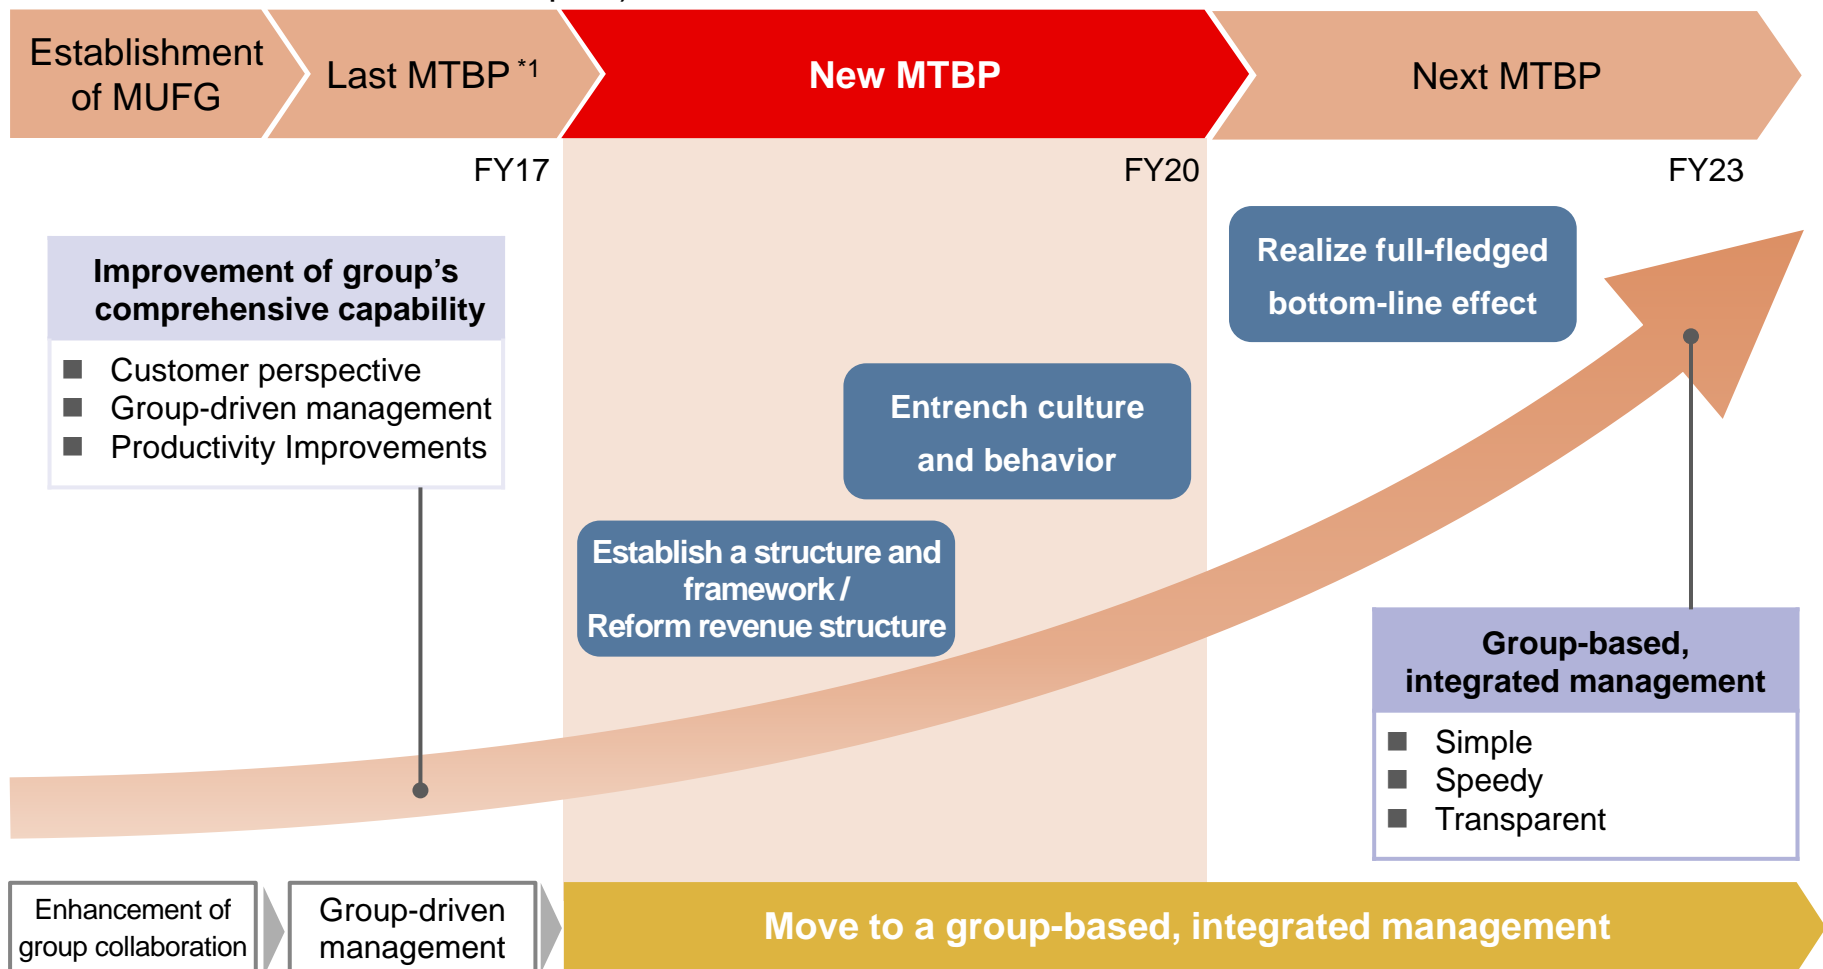 Establishment
of MUFG
Last MTBP *1
New MTBP
Next MTBP
FY17
FY20
FY23
Improvement of group’s
comprehensive capability
■ Customer perspective
■ Group-driven management
■ Productivity Improvements
Realize full-fledged
bottom-line effect
Entrench culture
and behavior
Establish a structure and
framework /
Reform revenue structure
Group-based,
integrated management
■ Simple
■ Speedy
■ Transparent
Enhancement of
group collaboration
Group-driven
management
Move to a group-based, integrated management